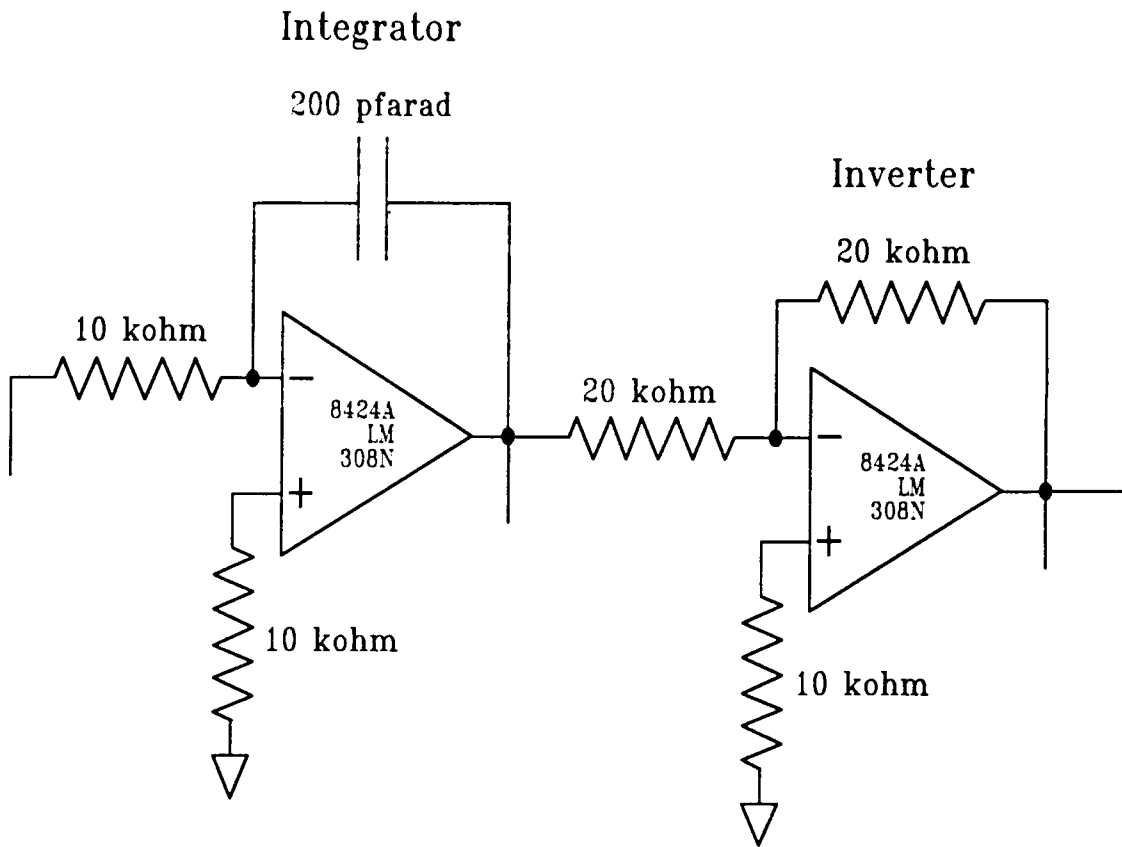 Integrator
200 pfarad
Inverter
20 kohm
10 kohm
−
8424A
LM
308N
+
20 kohm
−
8424A
LM
308N
+
10 kohm
10 kohm